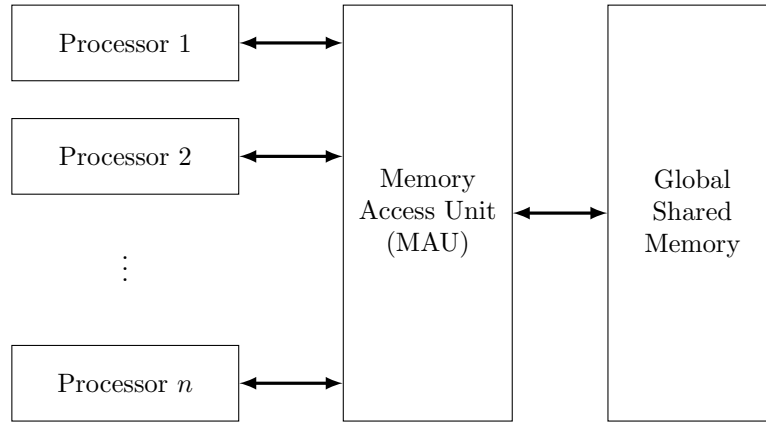 Processor 1
Processor 2
⋮
Processor n
Memory
Access Unit
(MAU)
Global
Shared
Memory